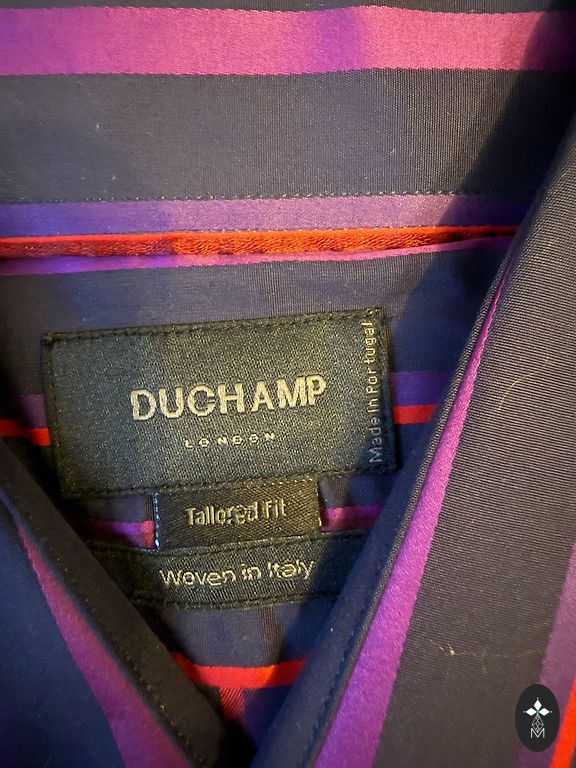 DUCHAMP
LONDON
Made in Portugal
Tailored Fit
Woven in Italy
M